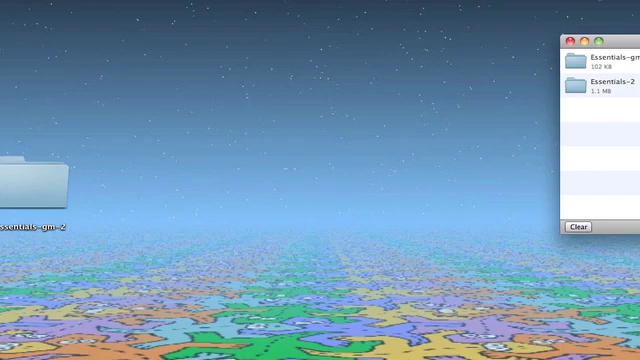 Essentials-gm
102 KB
Essentials-2
1.1 MB
ssentials-gm-2
Clear